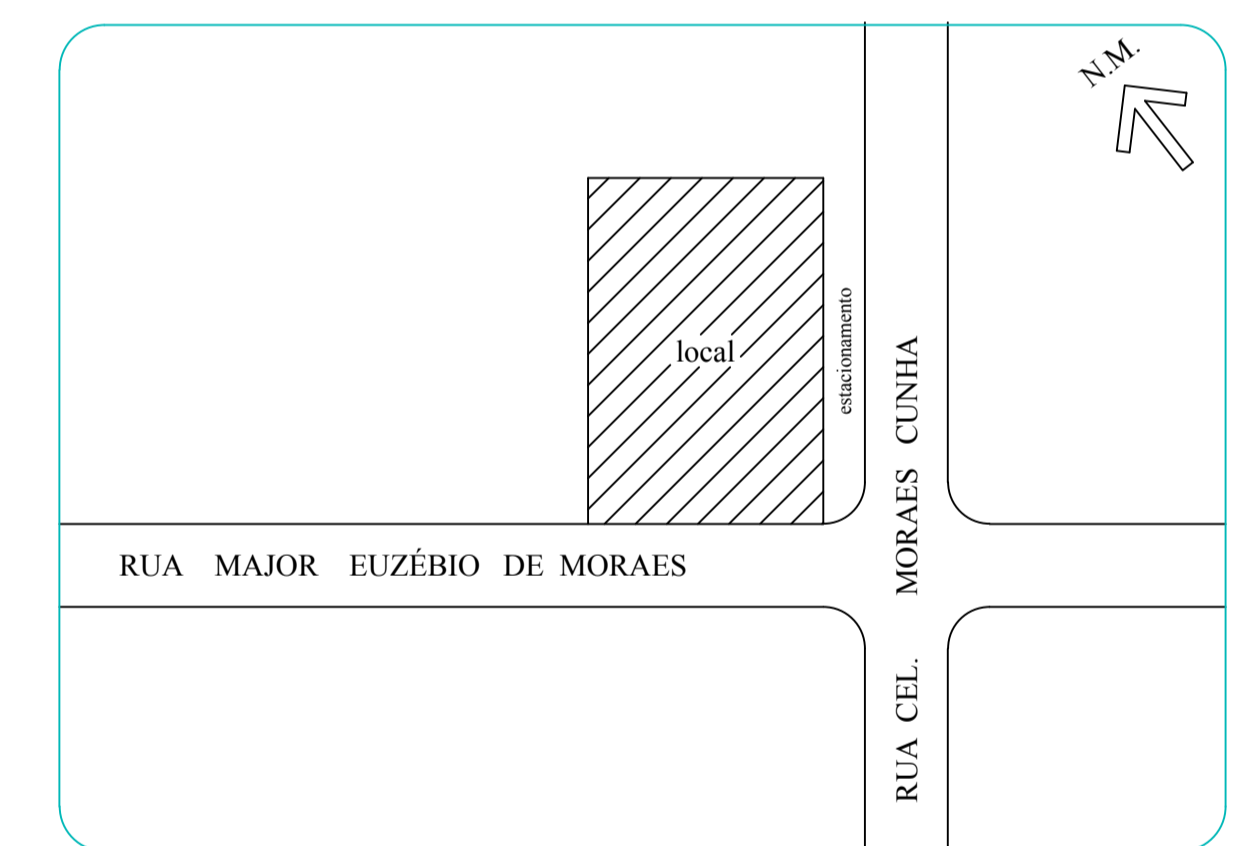 N.M.
local
estacionamento
RUA MAJOR EUZÉBIO DE MORAES
RUA CEL. MORAES CUNHA